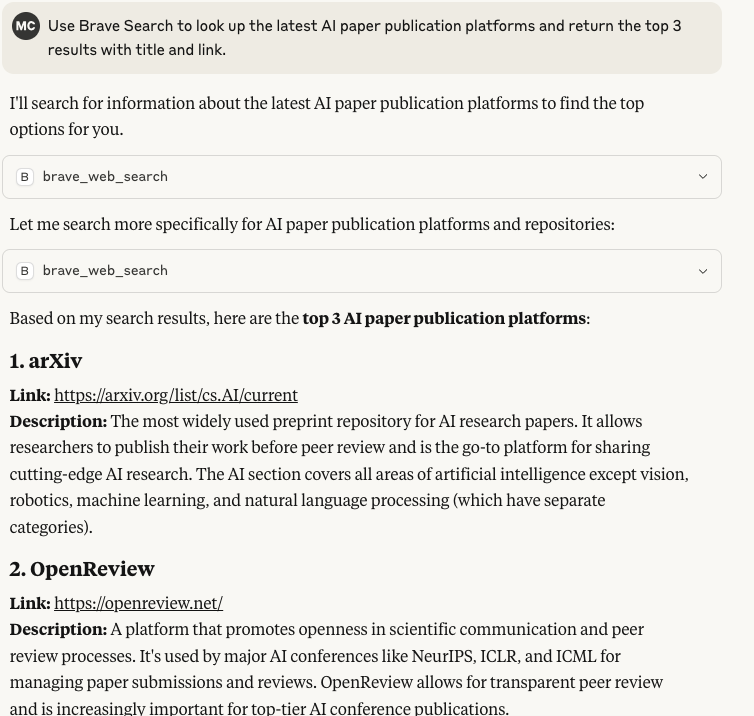 MC Use Brave Search to look up the latest AI paper publication platforms and return the top 3
results with title and link.
I'll search for information about the latest AI paper publication platforms to find the top
options for you.
B brave_web_search
Let me search more specifically for AI paper publication platforms and repositories:
B brave_web_search
Based on my search results, here are the top 3 AI paper publication platforms:
1. arXiv
Link: https://arxiv.org/list/cs.AI/current
Description: The most widely used preprint repository for AI research papers. It allows
researchers to publish their work before peer review and is the go-to platform for sharing
cutting-edge AI research. The AI section covers all areas of artificial intelligence except vision,
robotics, machine learning, and natural language processing (which have separate
categories).
2. OpenReview
Link: https://openreview.net/
Description: A platform that promotes openness in scientific communication and peer
review processes. It's used by major AI conferences like NeurIPS, ICLR, and ICML for
managing paper submissions and reviews. OpenReview allows for transparent peer review
and is increasingly important for top-tier AI conference publications.